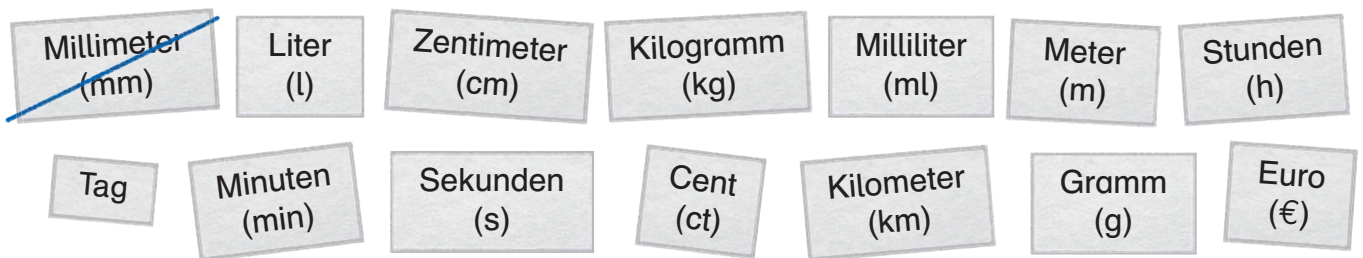 Millimeter
(mm)
Liter
(l)
Zentimeter
(cm)
Kilogramm
(kg)
Milliliter
(ml)
Meter
(m)
Stunden
(h)
Tag
Minuten
(min)
Sekunden
(s)
Cent
(ct)
Kilometer
(km)
Gramm
(g)
Euro
(€)